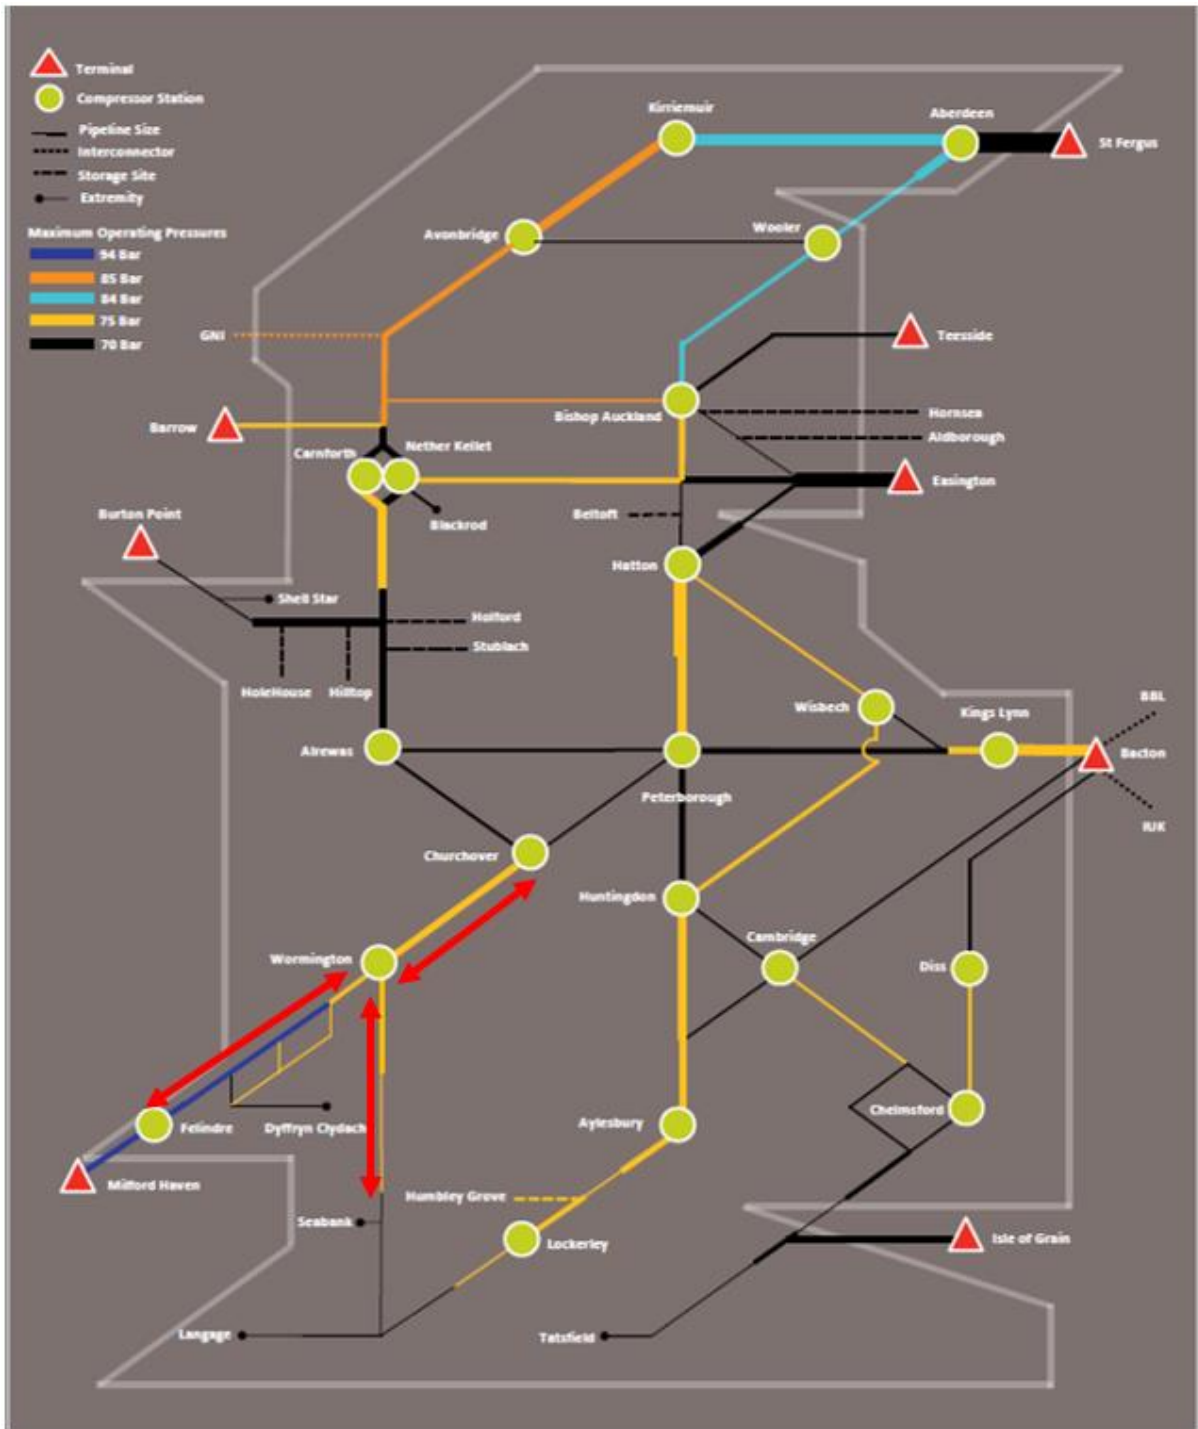 Terminal
Compressor Station
Pipeline Size
Interconnector
Storage Site
Extremity
Maximum Operating Pressures
94 Bar
85 Bar
84 Bar
75 Bar
70 Bar
Kirriemuir
Aberdeen
St Fergus
Avonbridge
Wooler
GNI
Teesside
Barrow
Bishop Auckland
Hornsea
Aldborough
Carnforth
Nether Kellet
Easington
Burton Point
Blackrod
Beltoft
Hatton
Shell Star
Holford
Stublach
HoleHouse
Hilltop
Wisbech
Kings Lynn
BBL
Alrewas
Bacton
Peterborough
IUK
Churchover
Huntingdon
Cambridge
Wormington
Diss
Felindre
Dyffryn Clydach
Aylesbury
Chelmsford
Milford Haven
Humbley Grove
Seabank
Lockerley
Isle of Grain
Langage
Tatsfield